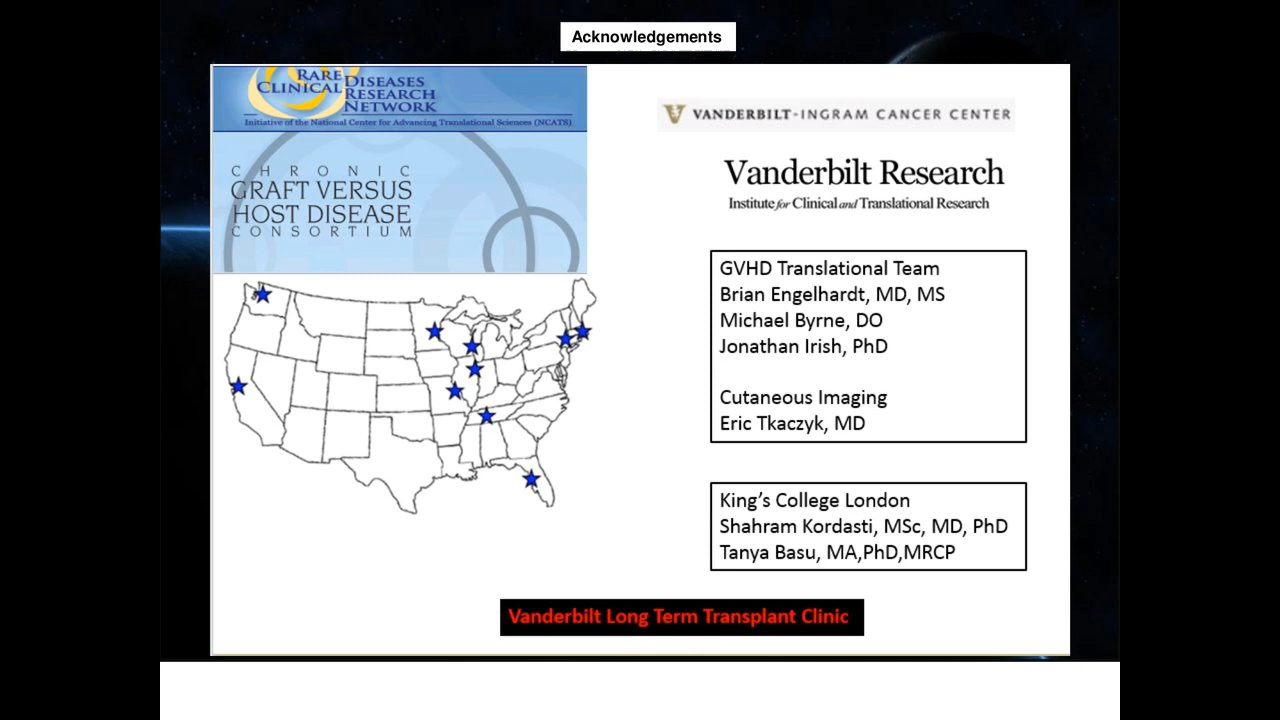 Acknowledgements
RARE
CLINICAL DISEASES
RESEARCH
NETWORK
Initiative of the National Center for Advancing Translational Sciences (NCATS)
CHRONIC
GRAFT VERSUS
HOST DISEASE
CONSORTIUM
VANDERBILT-INGRAM CANCER CENTER
Vanderbilt Research
Institute for Clinical and Translational Research
GVHD Translational Team
Brian Engelhardt, MD, MS
Michael Byrne, DO
Jonathan Irish, PhD
Cutaneous Imaging
Eric Tkaczyk, MD
King’s College London
Shahram Kordasti, MSc, MD, PhD
Tanya Basu, MA,PhD,MRCP
Vanderbilt Long Term Transplant Clinic